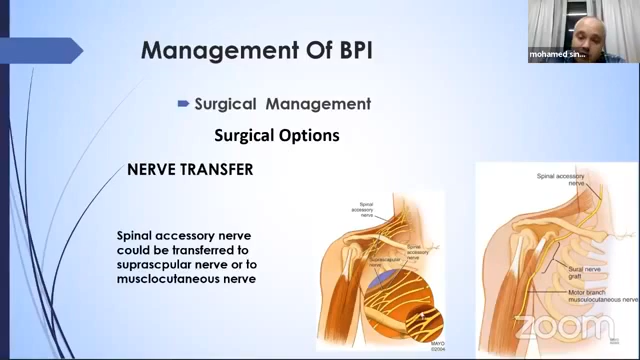 Management Of BPI
mohamed sin...
Surgical Management
Surgical Options
NERVE TRANSFER
Spinal accessory nerve
could be transferred to
suprascpular nerve or to
musclocutaneous nerve
Spinal
accessory
nerve
Spinal
accessory
nerve
Suprascapular
nerve
MAYO
©2004
Spinal accessory
nerve
Sural nerve
graft
Motor branch
musculocutaneous nerve
zoom